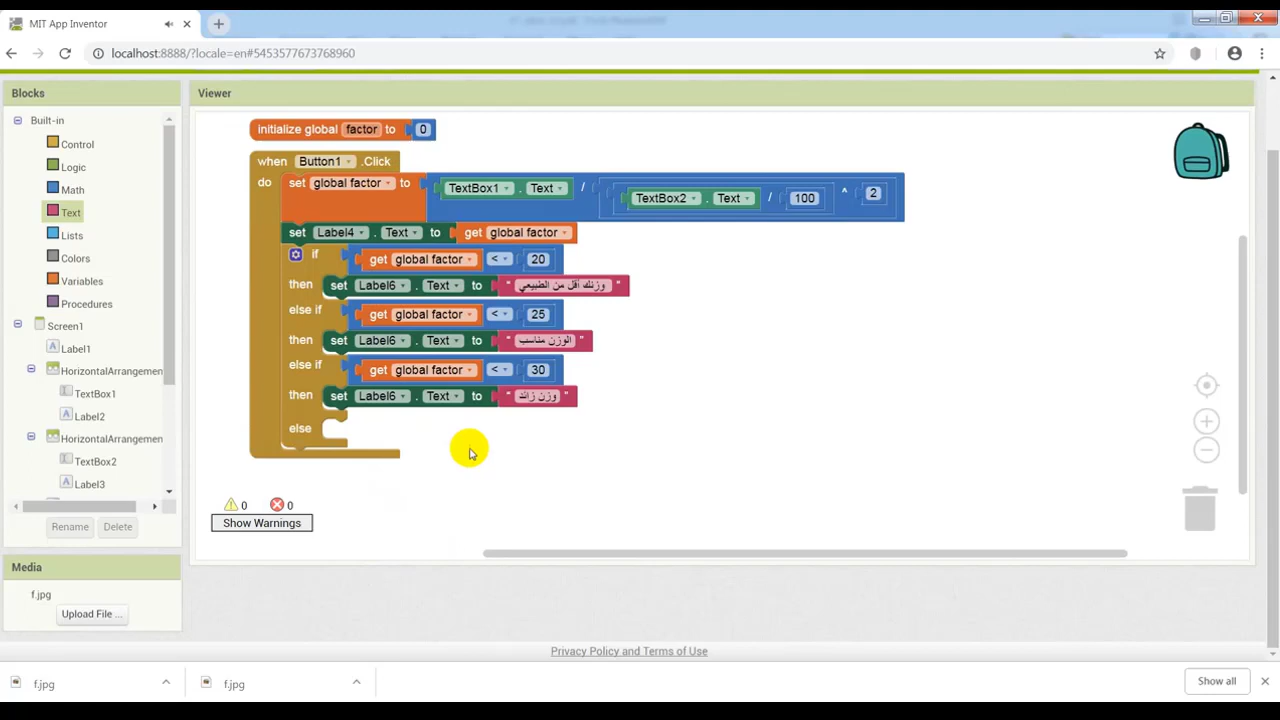 MIT App Inventor
localhost:8888/?locale=en#5453577673768960
Blocks
Viewer
Built-in
Control
Logic
Math
Text
Lists
Colors
Variables
Procedures
Screen1
Label1
HorizontalArrangemen
TextBox1
Label2
HorizontalArrangemen
TextBox2
Label3
Rename Delete
Media
f.jpg
Upload File ...
initialize global factor to 0
when Button1 .Click
do set global factor to TextBox1 . Text / TextBox2 . Text / 100 ^ 2
set Label4 . Text to get global factor
if get global factor < 20
then set Label6 . Text to " وزنك أقل من الطبيعي "
else if get global factor < 25
then set Label6 . Text to " الوزن مناسب "
else if get global factor < 30
then set Label6 . Text to " وزن زائد "
else
0 0
Show Warnings
Privacy Policy and Terms of Use
f.jpg f.jpg Show all